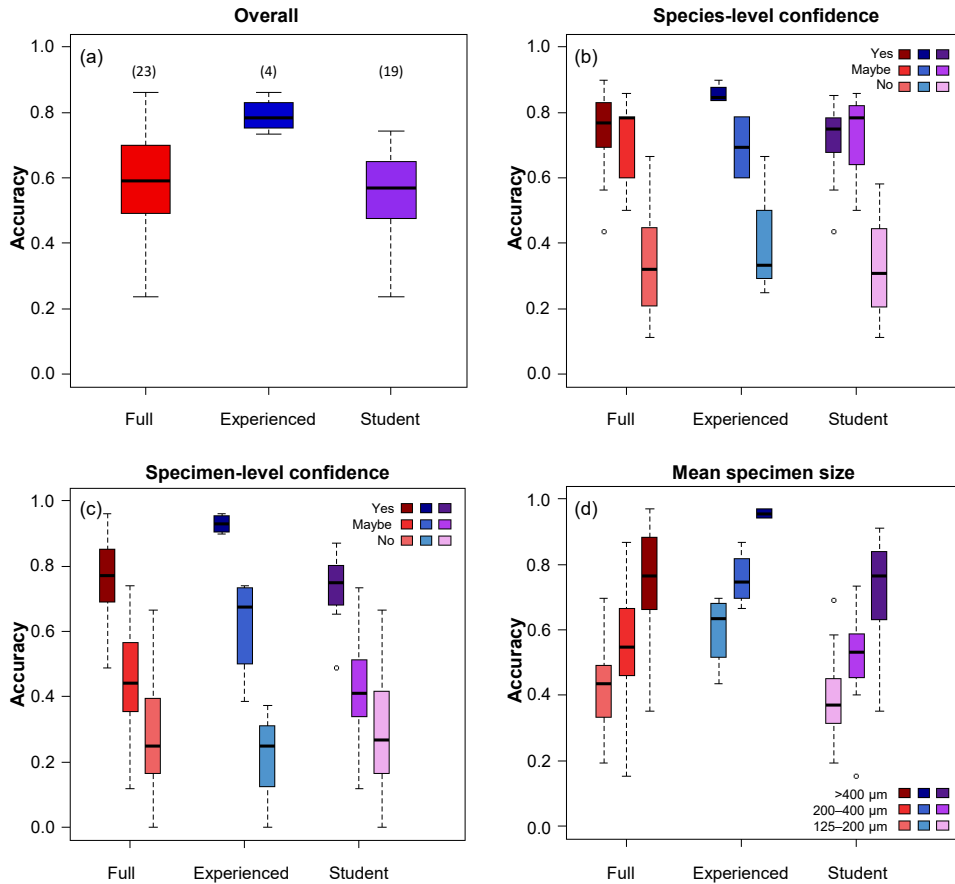 Overall
(a)
(23)
(4)
(19)
1.0
0.8
0.6
0.4
0.2
0.0
Accuracy
Full
Experienced
Student
Species-level confidence
(b)
Yes
Maybe
No
1.0
0.8
0.6
0.4
0.2
0.0
Accuracy
Full
Experienced
Student
Specimen-level confidence
(c)
Yes
Maybe
No
1.0
0.8
0.6
0.4
0.2
0.0
Accuracy
Full
Experienced
Student
Mean specimen size
(d)
1.0
0.8
0.6
0.4
0.2
0.0
Accuracy
>400 µm
200–400 µm
125–200 µm
Full
Experienced
Student